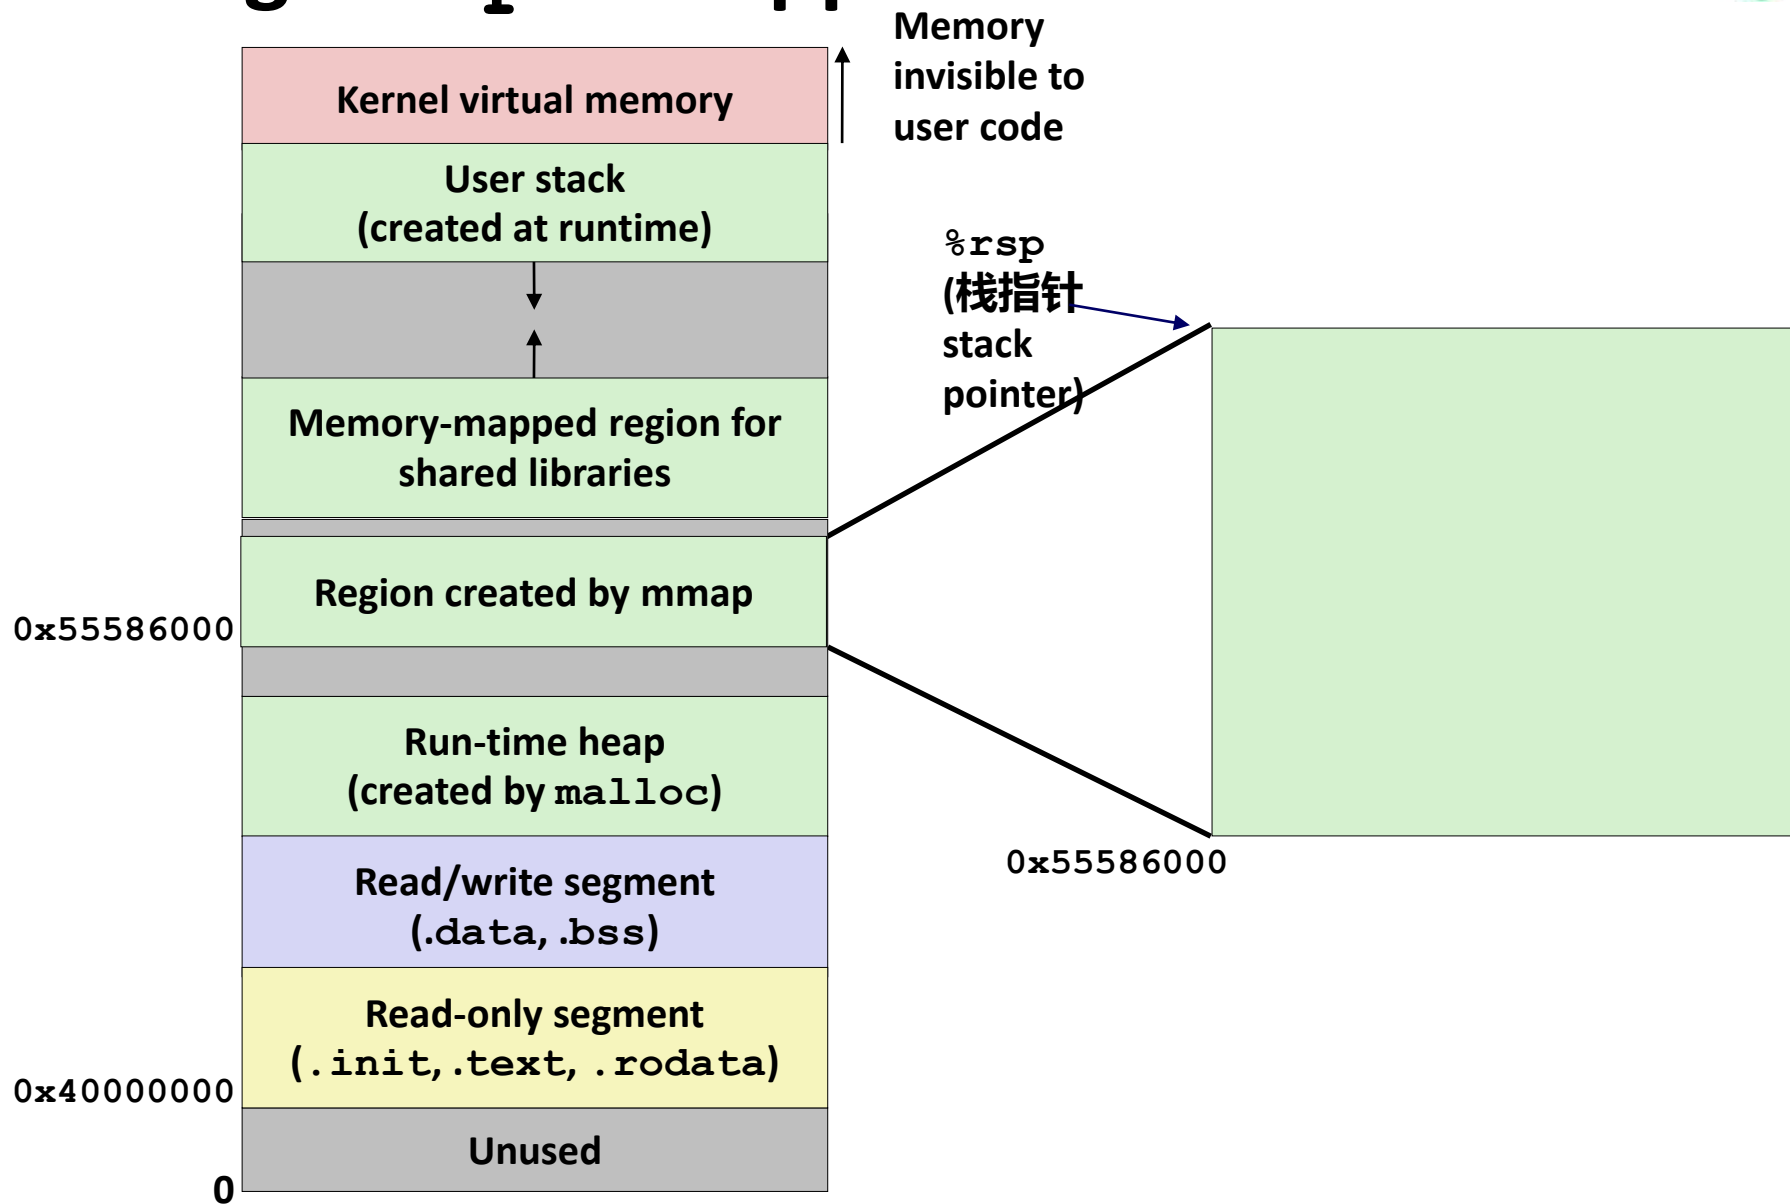 Memory
invisible to
user code
Kernel virtual memory
User stack
(created at runtime)
%rsp
(栈指针
stack
pointer)
Memory-mapped region for
shared libraries
Region created by mmap
0x55586000
Run-time heap
(created by malloc)
0x55586000
Read/write segment
(.data, .bss)
Read-only segment
(.init, .text, .rodata)
0x40000000
Unused
0